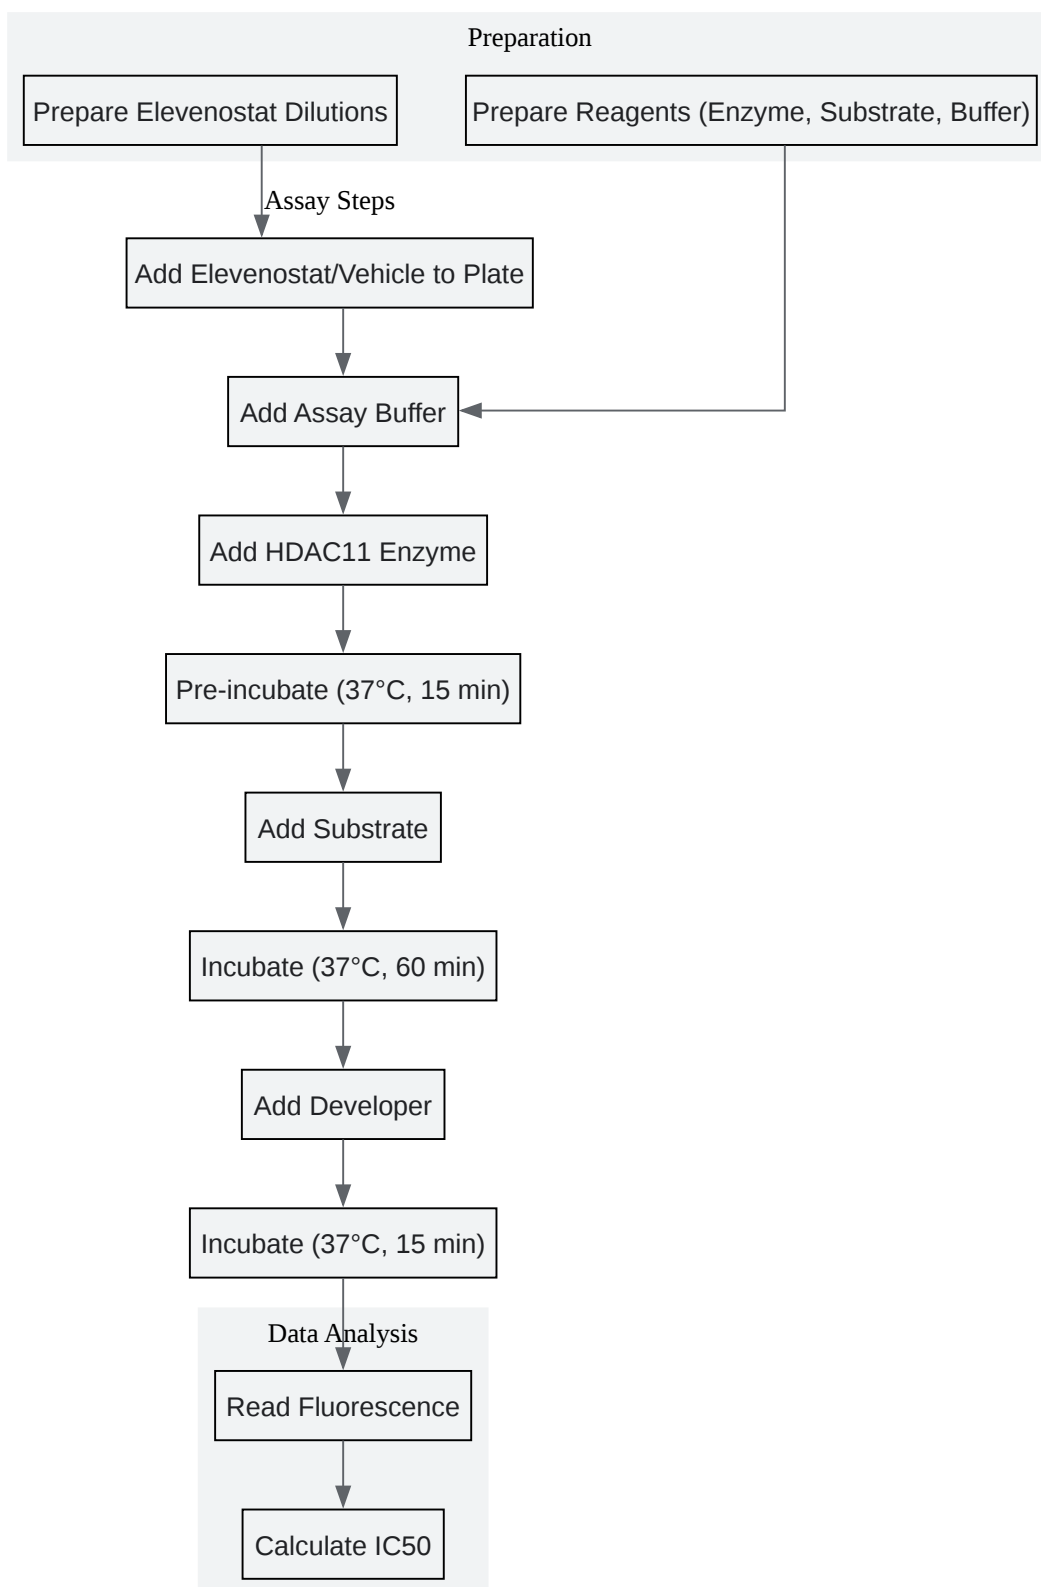 Preparation
Prepare Elevenostat Dilutions
Prepare Reagents (Enzyme, Substrate, Buffer)
Assay Steps
Add Elevenostat/Vehicle to Plate
Add Assay Buffer
Add HDAC11 Enzyme
Pre-incubate (37°C, 15 min)
Add Substrate
Incubate (37°C, 60 min)
Add Developer
Incubate (37°C, 15 min)
Data Analysis
Read Fluorescence
Calculate IC50